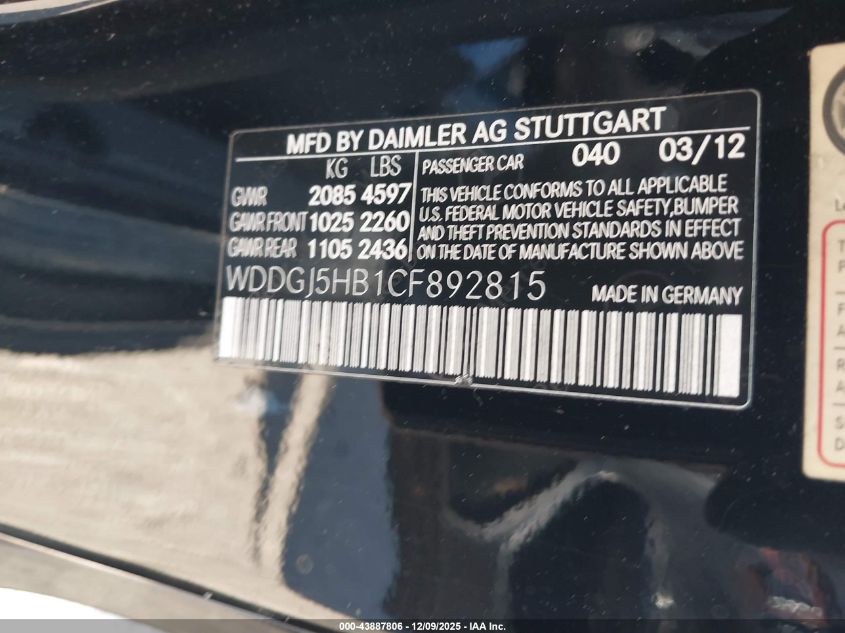 MFD BY DAIMLER AG STUTTGART
KG LBS PASSENGER CAR 040 03/12
GVWR 2085 4597 THIS VEHICLE CONFORMS TO ALL APPLICABLE
GAWR FRONT 1025 2260 U.S. FEDERAL MOTOR VEHICLE SAFETY,BUMPER
GAWR REAR 1105 2436 AND THEFT PREVENTION STANDARDS IN EFFECT
ON THE DATE OF MANUFACTURE SHOWN ABOVE
WDDGJ5HB1CF892815 MADE IN GERMANY
000-43887806 - 12/09/2025 - IAA Inc.